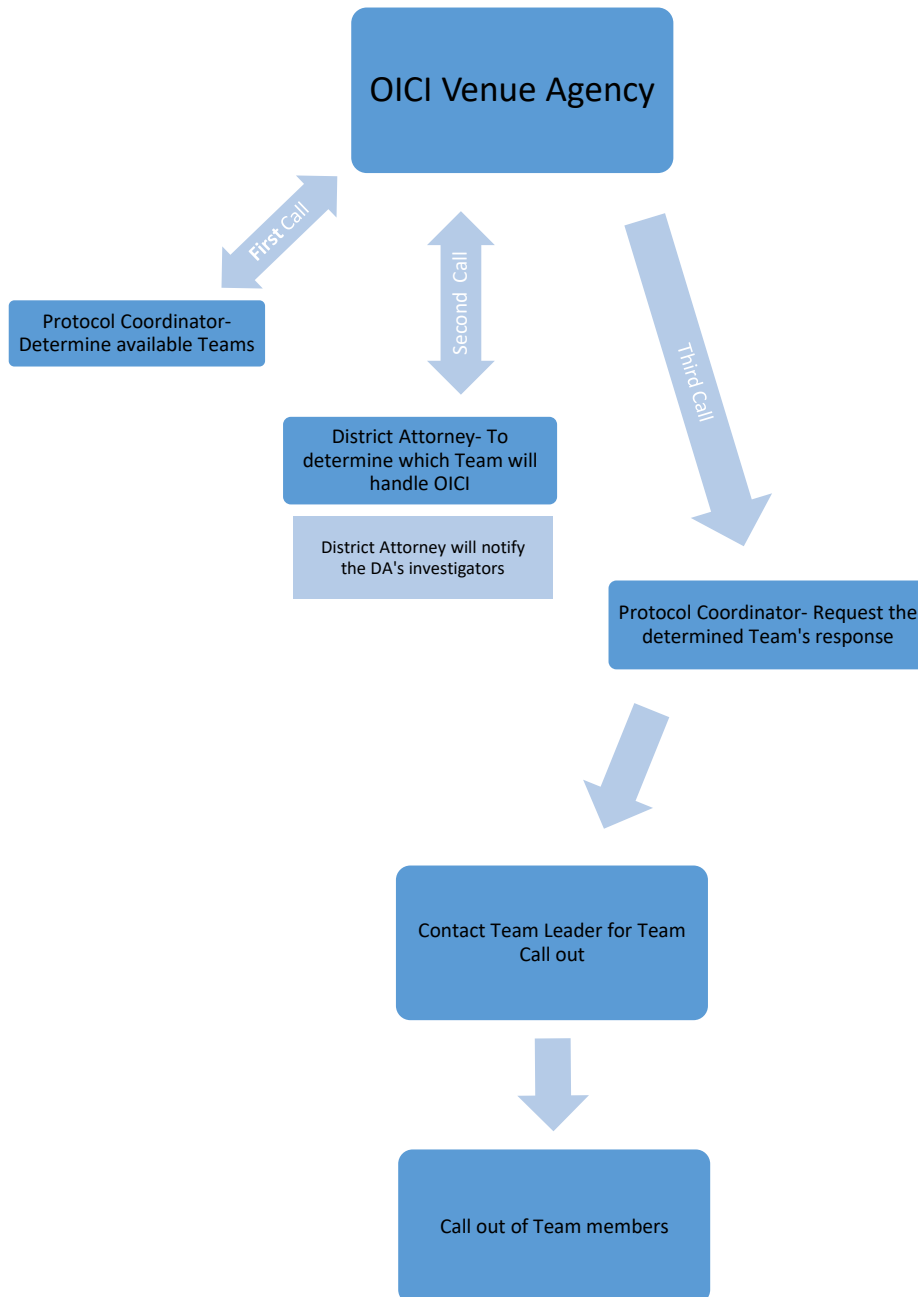 OICI Venue Agency
First Call
Second Call
Third Call
Protocol Coordinator-
Determine available Teams
District Attorney- To
determine which Team will
handle OICI
District Attorney will notify
the DA's investigators
Protocol Coordinator- Request the
determined Team's response
Contact Team Leader for Team
Call out
Call out of Team members